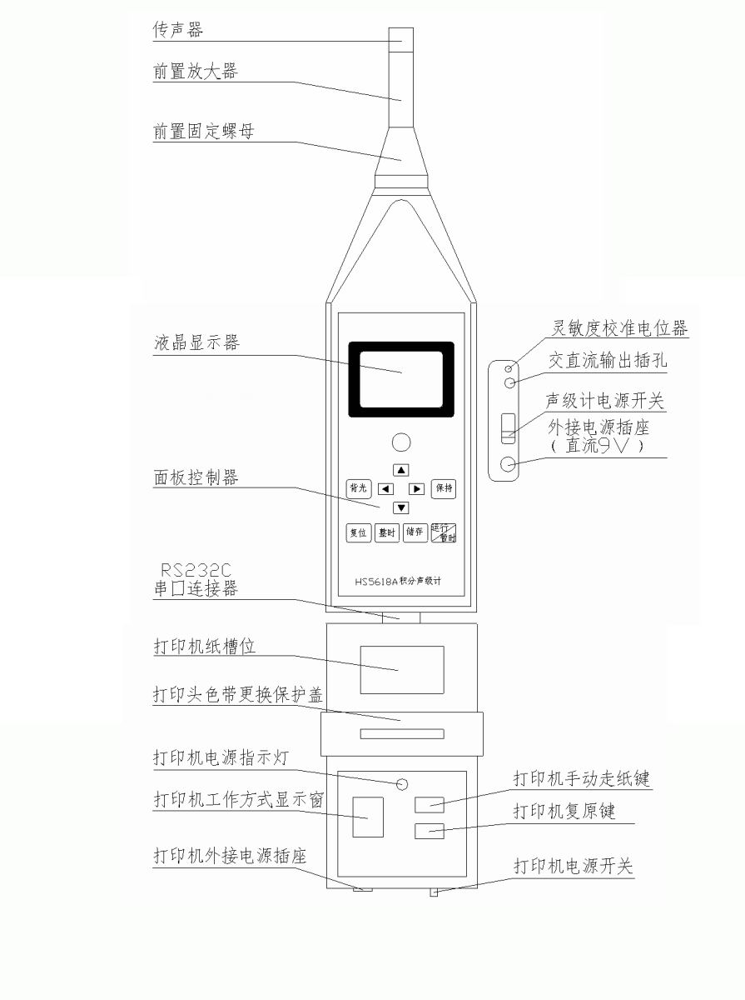 传声器
前置放大器
前置固定螺母
液晶显示器
灵敏度校准电位器
交直流输出插孔
声级计电源开关
外接电源插座
(直流9V)
面板控制器
背光
保持
复位
整时
储存
运行
暂时
RS232C
串口连接器
HS5618A积分声级计
打印机纸槽位
打印头色带更换保护盖
打印机电源指示灯
打印机工作方式显示窗
打印机外接电源插座
打印机手动走纸键
打印机复原键
打印机电源开关